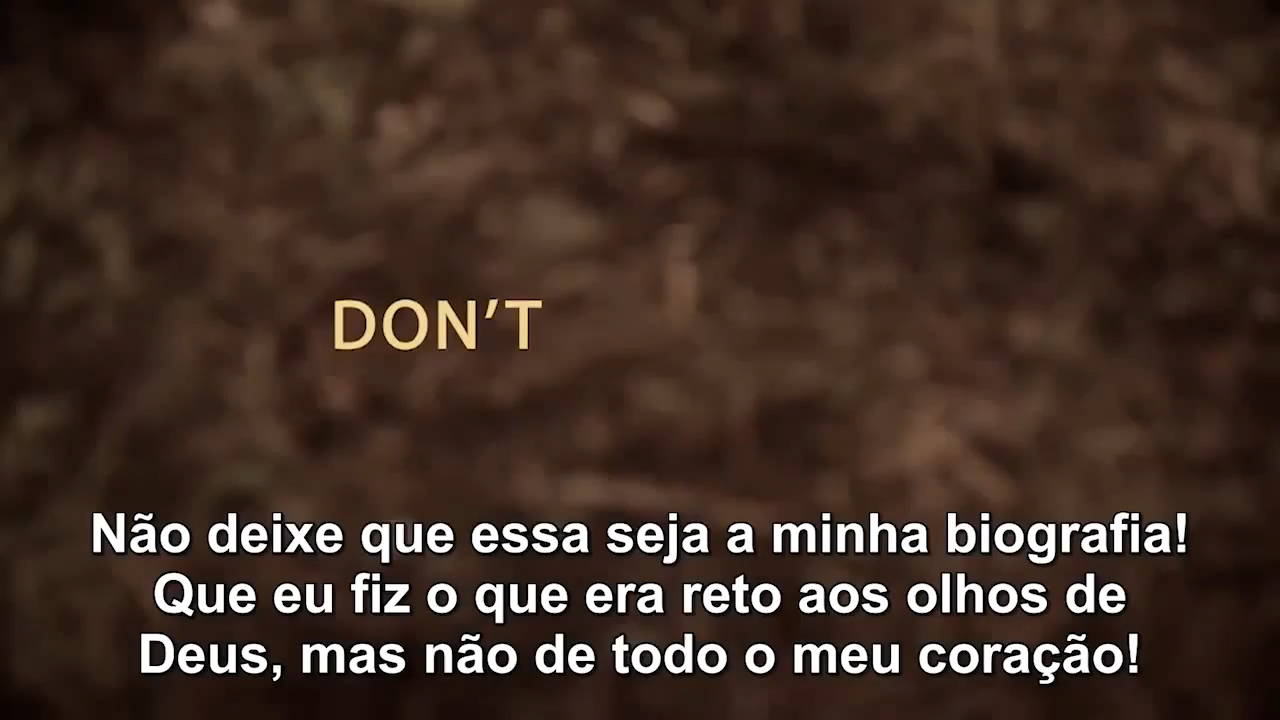 DON’T
Não deixe que essa seja a minha biografia!
Que eu fiz o que era reto aos olhos de
Deus, mas não de todo o meu coração!